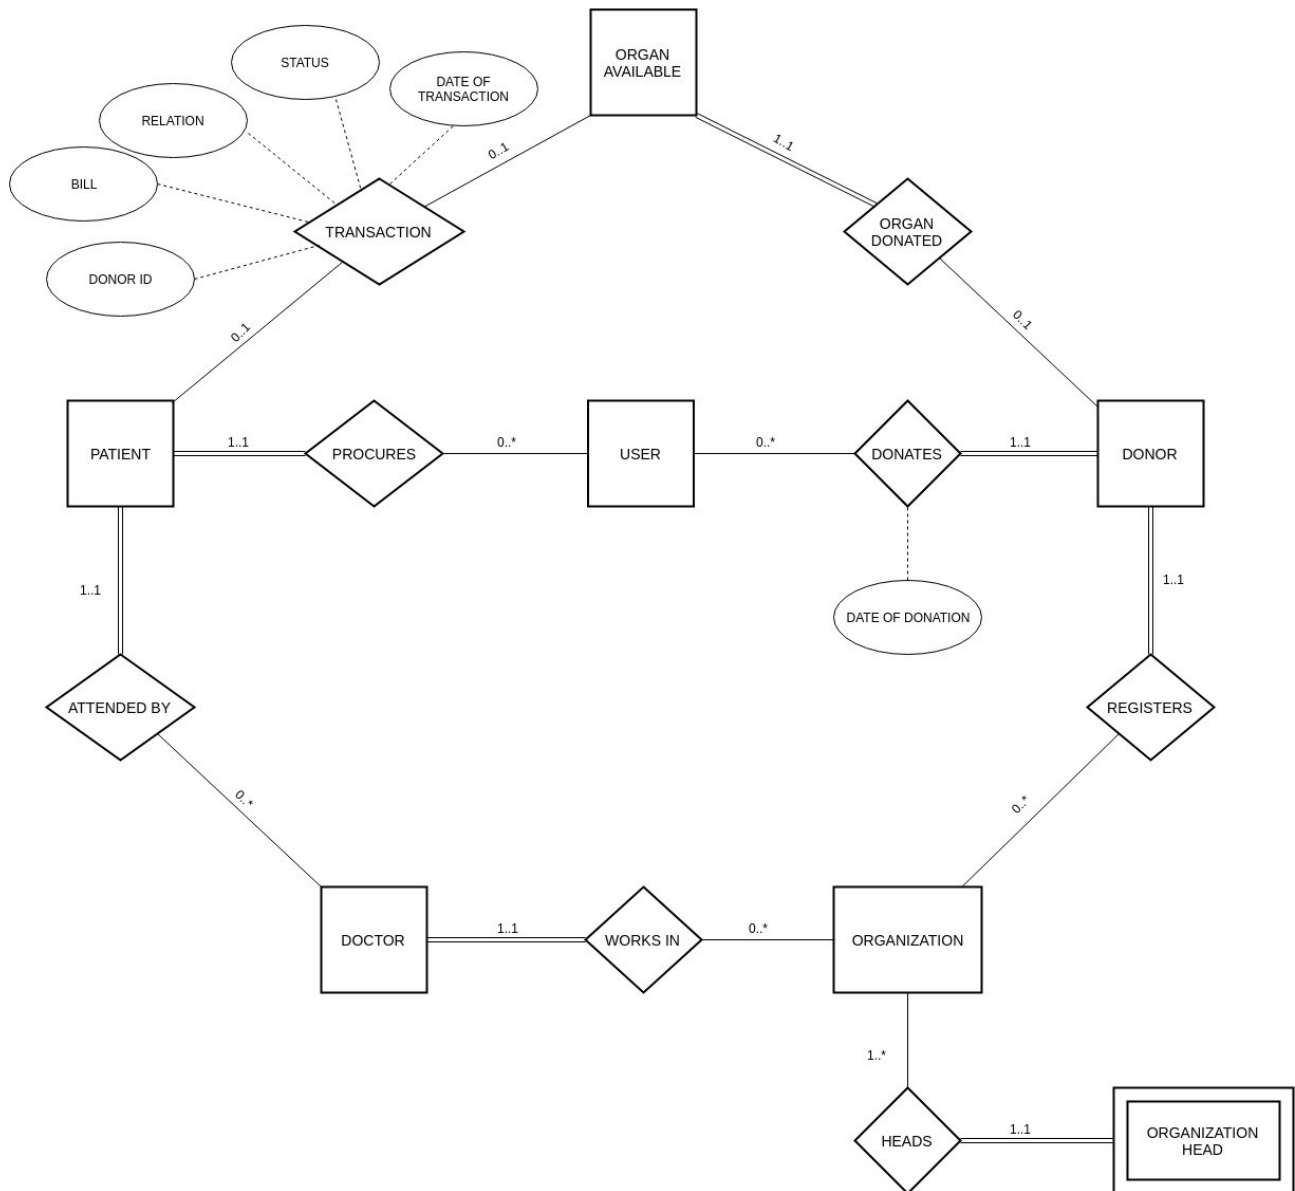 ORGAN
AVAILABLE
STATUS
DATE OF
TRANSACTION
RELATION
BILL
DONOR ID
TRANSACTION
0..1
1..1
ORGAN
DONATED
0..1
0..1
PATIENT
1..1
PROCURES
0..*
USER
0..*
DONATES
1..1
DONOR
1..1
1..1
DATE OF DONATION
ATTENDED BY
REGISTERS
0..*
0..*
DOCTOR
1..1
WORKS IN
0..*
ORGANIZATION
1..*
HEADS
1..1
ORGANIZATION
HEAD